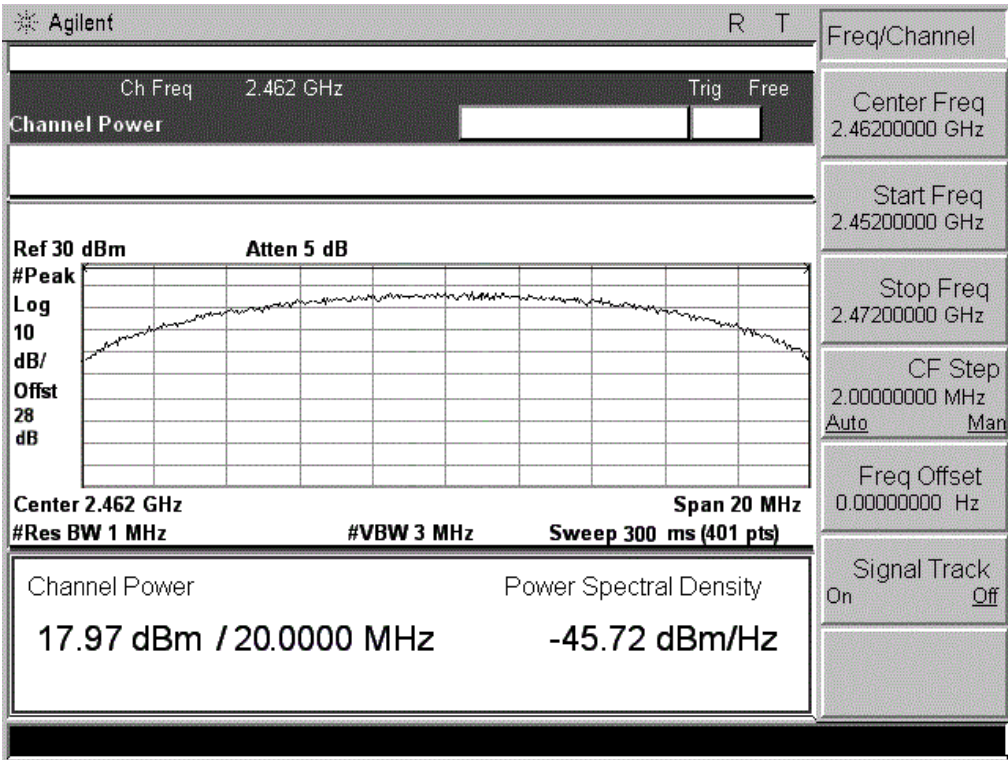 Agilent R T
Ch Freq 2.462 GHz Trig Free
Channel Power
Ref 30 dBm Atten 5 dB
#Peak
Log
10
dB/
Offst
28
dB
Center 2.462 GHz Span 20 MHz
#Res BW 1 MHz #VBW 3 MHz Sweep 300 ms (401 pts)
Channel Power Power Spectral Density
17.97 dBm / 20.0000 MHz -45.72 dBm/Hz
Freq/Channel
Center Freq
2.46200000 GHz
Start Freq
2.45200000 GHz
Stop Freq
2.47200000 GHz
CF Step
2.00000000 MHz
Auto Man
Freq Offset
0.00000000 Hz
Signal Track
On Off